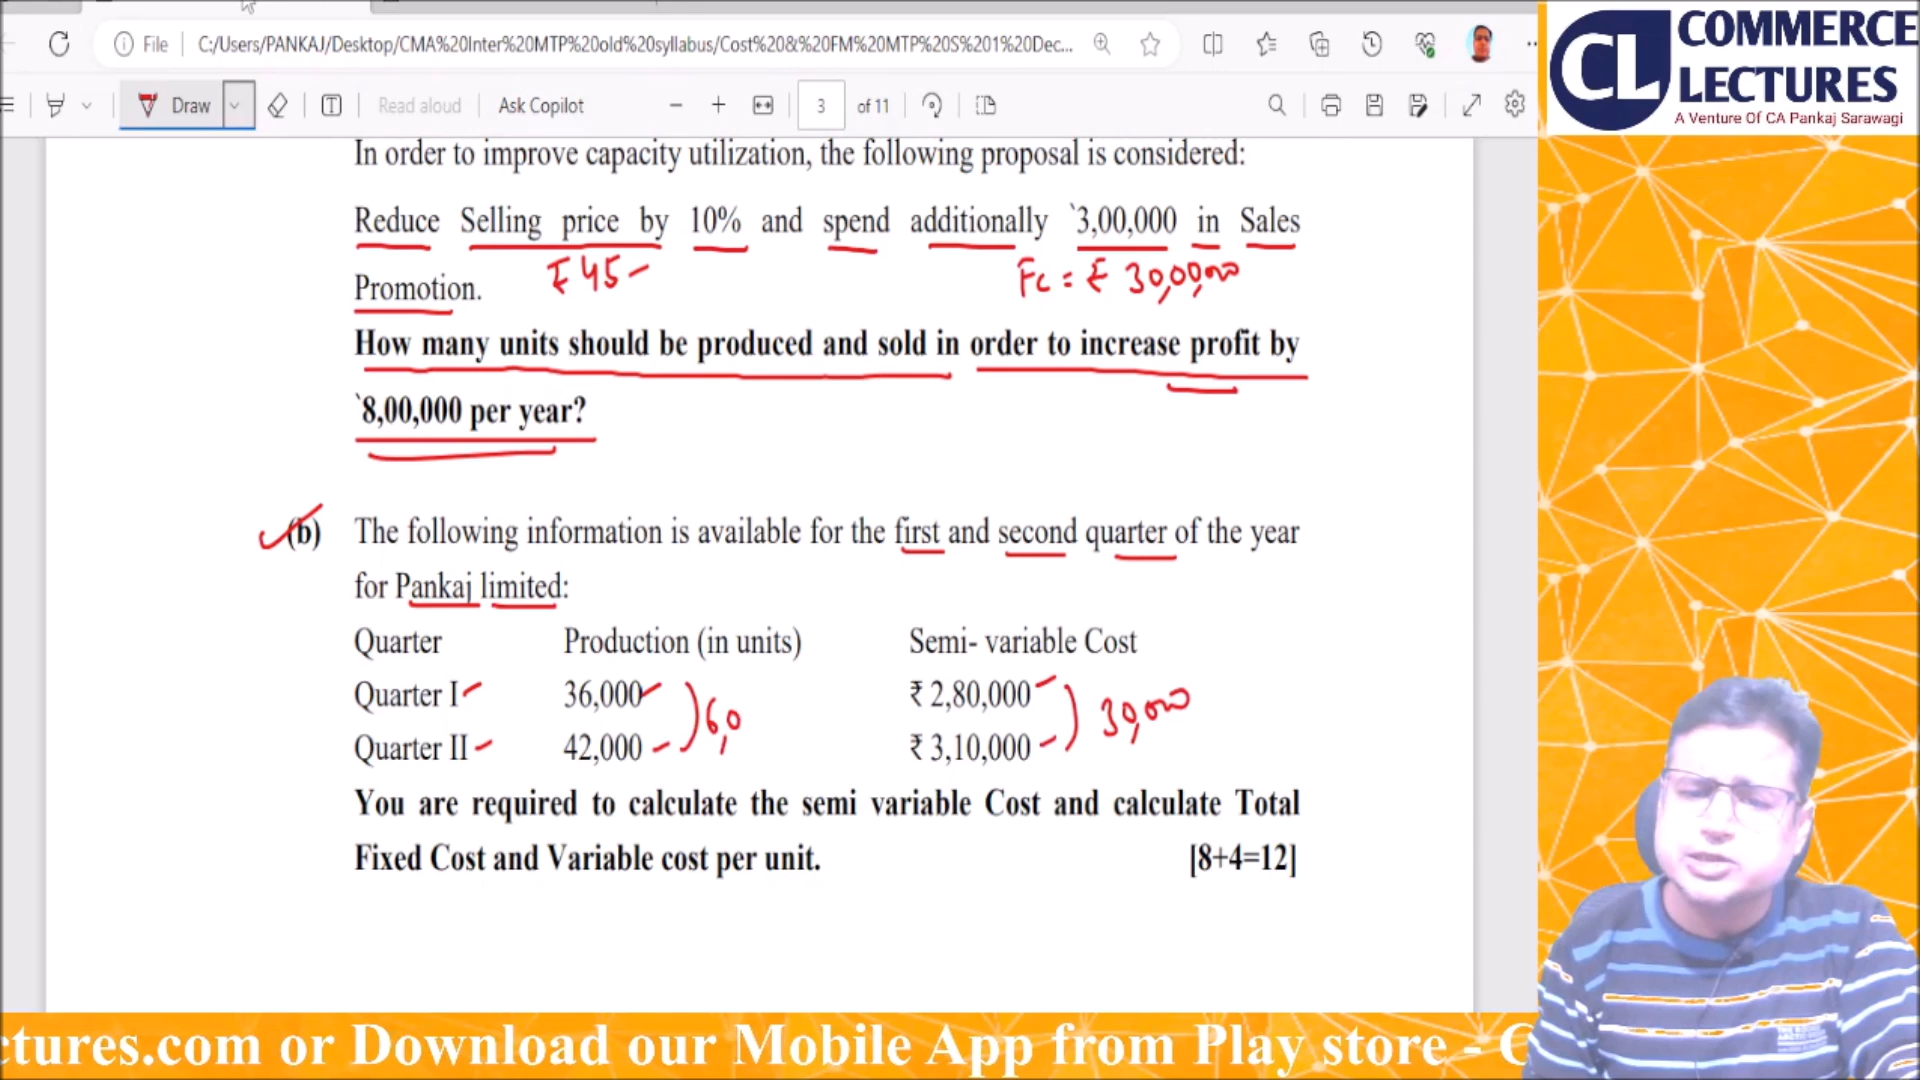 File C:/Users/PANKAJ/Desktop/CMA%20Inter%20MTP%20old%20syllabus/Cost%20&%20FM%20MTP%20S%201%20Dec...
Draw Read aloud Ask Copilot 3 of 11
CL COMMERCE
LECTURES
A Venture Of CA Pankaj Sarawagi
In order to improve capacity utilization, the following proposal is considered:
Reduce Selling price by 10% and spend additionally `3,00,000 in Sales
₹ 45 Fc = ₹ 30,00,000
Promotion.
How many units should be produced and sold in order to increase profit by
`8,00,000 per year?
(b) The following information is available for the first and second quarter of the year
for Pankaj limited:
Quarter Production (in units) Semi- variable Cost
Quarter I 36,000 ₹ 2,80,000
6,0 30,000
Quarter II 42,000 ₹ 3,10,000
You are required to calculate the semi variable Cost and calculate Total
Fixed Cost and Variable cost per unit. [8+4=12]
ctures.com or Download our Mobile App from Play store - C